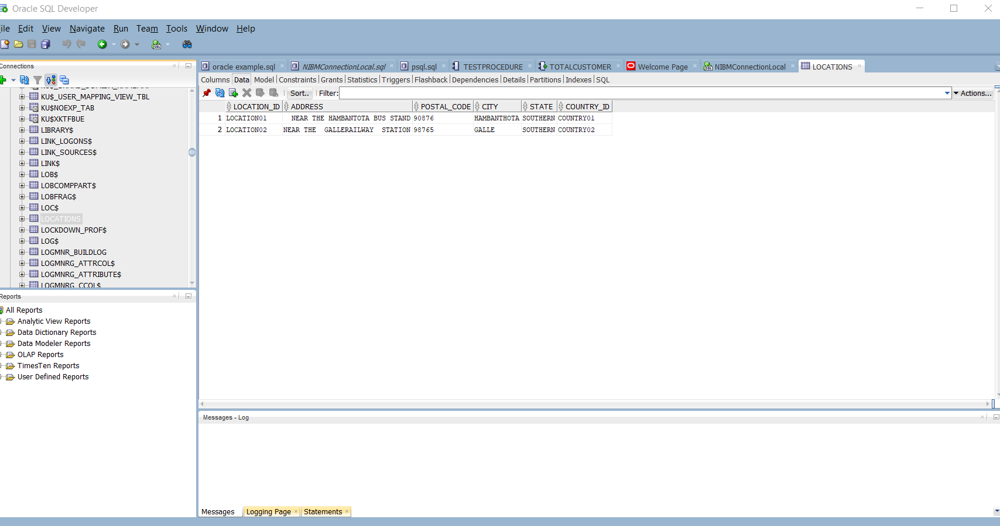 Oracle SQL Developer
ile Edit View Navigate Run Team Tools Window Help
Connections
oracle example.sql NIBMConnectionLocal.sql psql.sql TESTPROCEDURE TOTALCUSTOMER Welcome Page NIBMConnectionLocal LOCATIONS
Columns Data Model Constraints Grants Statistics Triggers Flashback Dependencies Details Partitions Indexes SQL
Sort.. Filter: Actions...
LOCATION_ID ADDRESS POSTAL_CODE CITY STATE COUNTRY_ID
1 LOCATION01 NEAR THE HAMBANTOTA BUS STAND 90876 HAMBANTHOTA SOUTHERN COUNTRY01
2 LOCATION02 NEAR THE GALLERAILWAY STATION 98765 GALLE SOUTHERN COUNTRY02
KU$_USER_MAPPING_VIEW_TBL
KU$NOEXP_TAB
KU$XKTFBUE
LIBRARY$
LINK_LOGONS$
LINK_SOURCES$
LINK$
LOB$
LOBCOMPPART$
LOBFRAG$
LOC$
LOCATIONS
LOCKDOWN_PROF$
LOG$
LOGMNR_BUILDLOG
LOGMNRG_ATTRCOL$
LOGMNRG_ATTRIBUTE$
LOGMNRG_CCOL$
Reports
All Reports
Analytic View Reports
Data Dictionary Reports
Data Modeler Reports
OLAP Reports
TimesTen Reports
User Defined Reports
Messages - Log
Messages Logging Page Statements